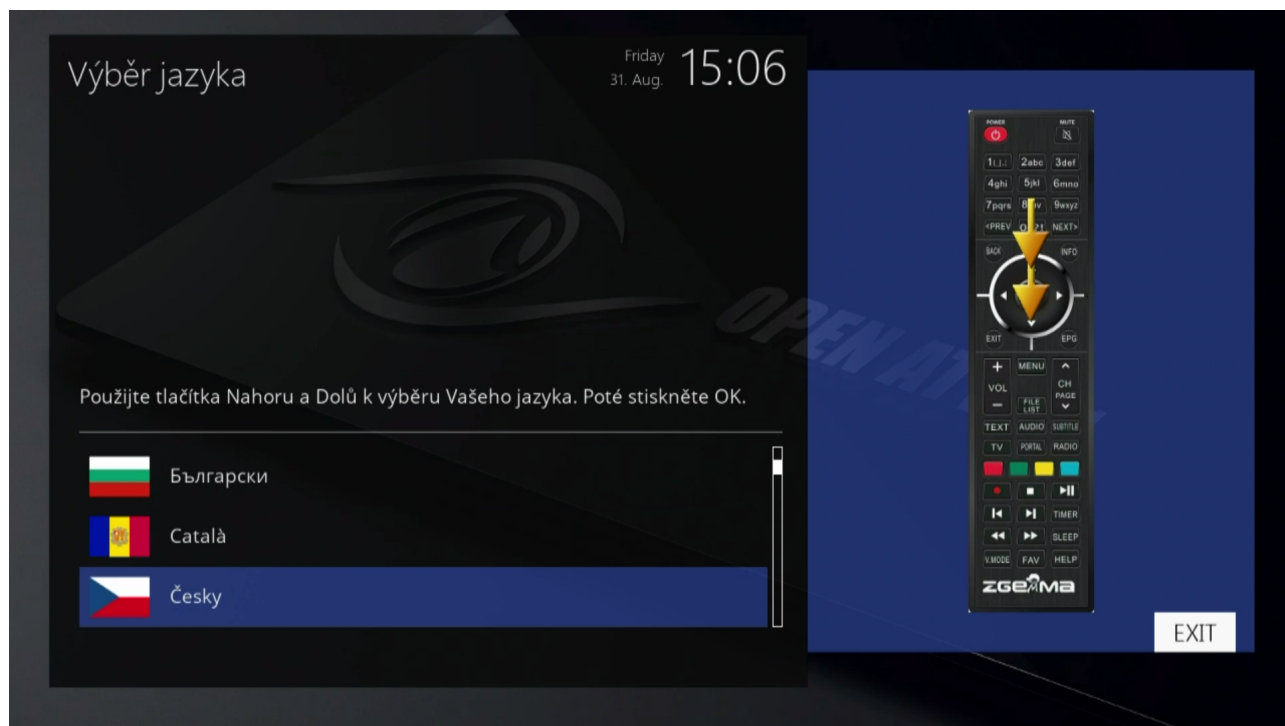 Výběr jazyka
Friday
31. Aug.
15:06
Použijte tlačítka Nahoru a Dolů k výběru Vašeho jazyka. Poté stiskněte OK.
Български
Català
Česky
OPEN
POWER MUTE
2abc 3def
4ghi 5jkl 6mno
7pqrs 9wxyz
<PREV NEXT>
BACK INFO
EXIT EPG
+ MENU
VOL CH
PAGE
- FILE
LIST
TEXT AUDIO SUBTITLE
TV PORTAL RADIO
TIMER
SLEEP
V.MODE FAV HELP
ZGEMMA
EXIT